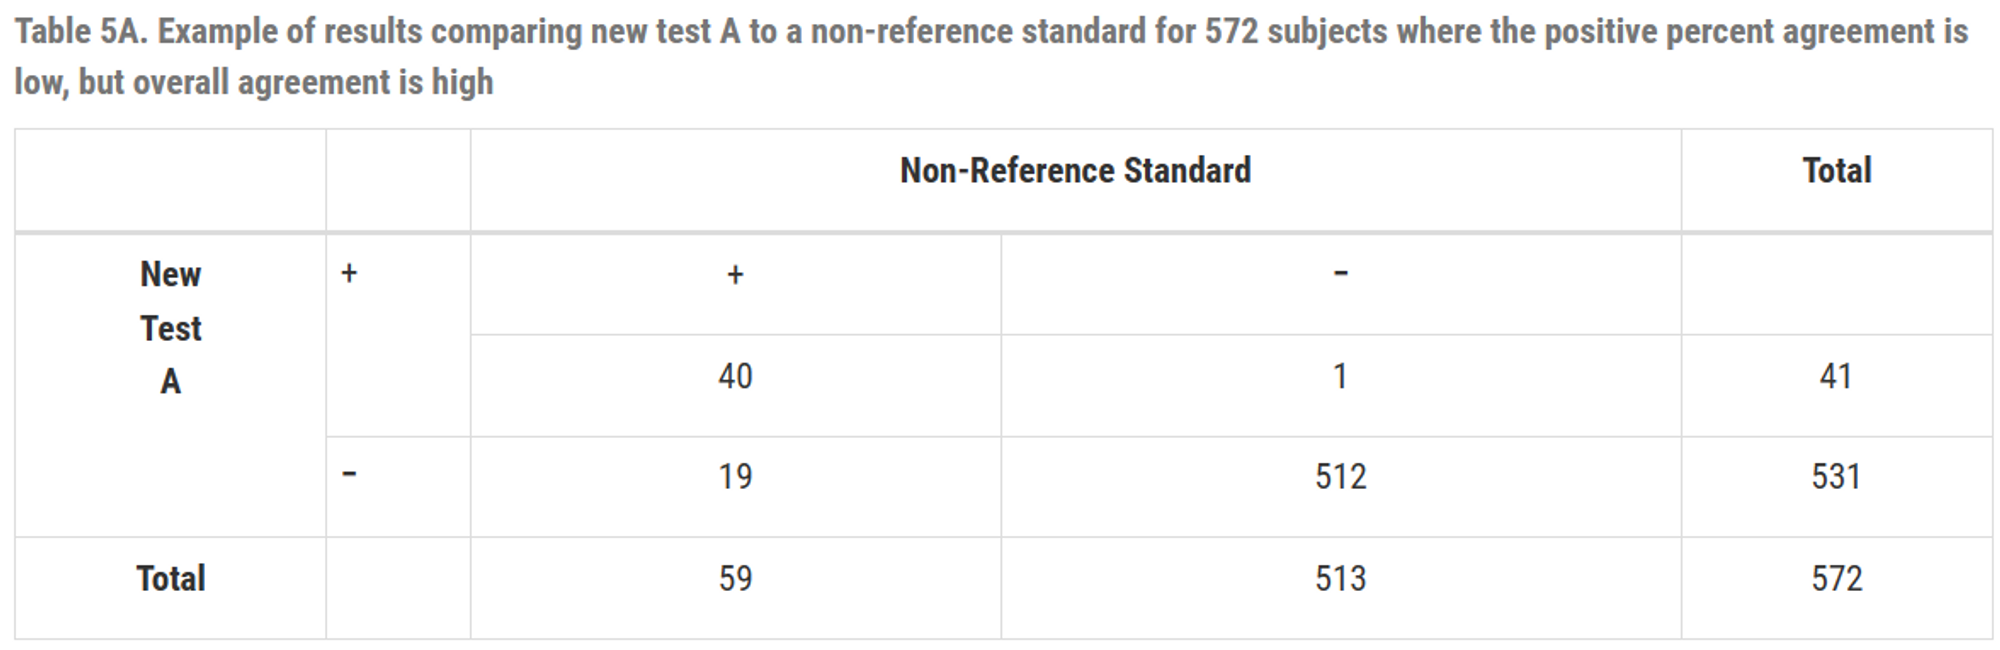 Table 5A. Example of results comparing new test A to a non-reference standard for 572 subjects where the positive percent agreement is
low, but overall agreement is high
Non-Reference Standard Total
New + + −
Test
A 40 1 41
− 19 512 531
Total 59 513 572